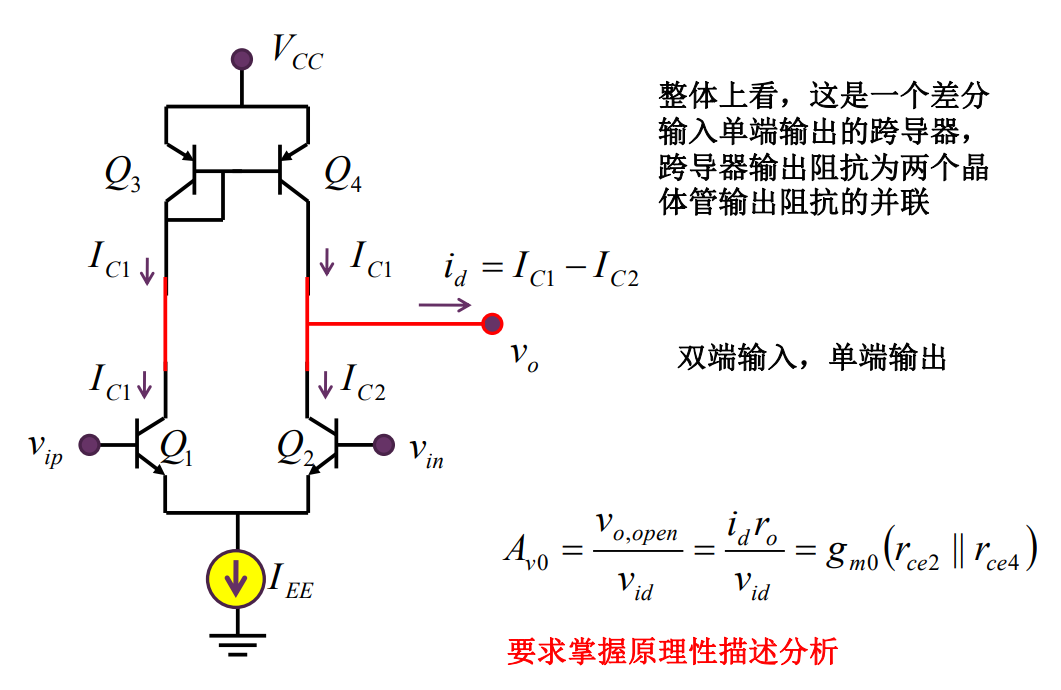 V_{CC}
整体上看，这是一个差分
输入单端输出的跨导器，
跨导器输出阻抗为两个晶
体管输出阻抗的并联
Q_3
Q_4
I_{C1}
I_{C1}
i_d = I_{C1} - I_{C2}
v_o
双端输入，单端输出
I_{C1}
I_{C2}
v_{ip}
Q_1
Q_2
v_{in}
A_{v0} = \frac{v_{o,open}}{v_{id}} = \frac{i_d r_o}{v_{id}} = g_{m0}(r_{ce2} || r_{ce4})
I_{EE}
要求掌握原理性描述分析